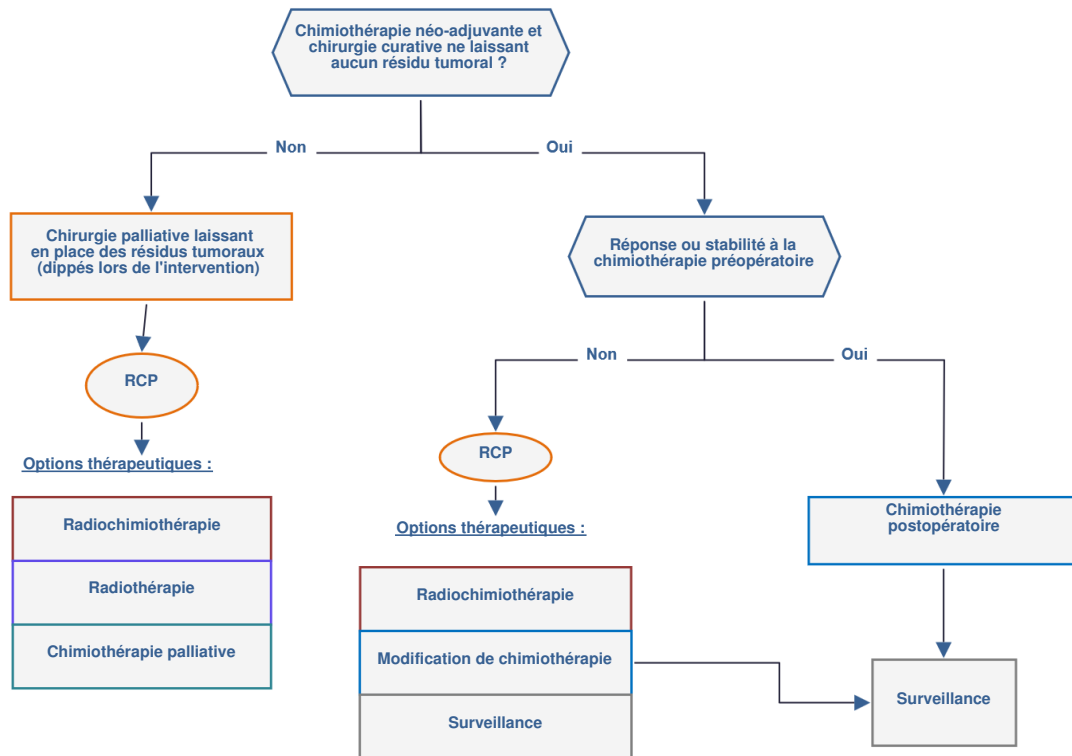 Chimiothérapie néo-adjuvante et
chirurgie curative ne laissant
aucun résidu tumoral ?
Non
Oui
Chirurgie palliative laissant
en place des résidus tumoraux
(dippés lors de l'intervention)
Réponse ou stabilité à la
chimiothérapie préopératoire
RCP
Non
Oui
Options thérapeutiques :
RCP
Radiochimiothérapie
Radiothérapie
Chimiothérapie palliative
Options thérapeutiques :
Chimiothérapie
postopératoire
Radiochimiothérapie
Modification de chimiothérapie
Surveillance
Surveillance